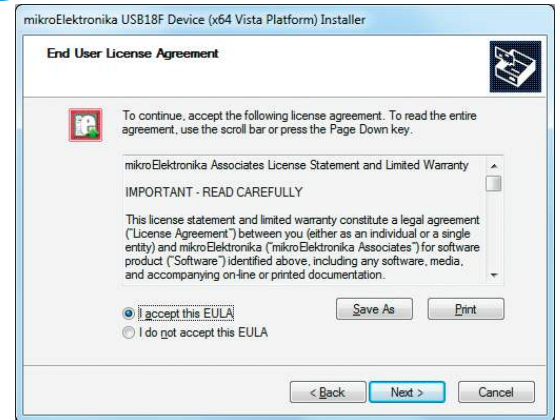 mikroElektronika USB18F Device (x64 Vista Platform) Installer
End User License Agreement
To continue, accept the following license agreement. To read the entire
agreement, use the scroll bar or press the Page Down key.
mikroElektronika Associates License Statement and Limited Warranty
IMPORTANT - READ CAREFULLY
This license statement and limited warranty constitute a legal agreement
("License Agreement") between you (either as an individual or a single
entity) and mikroElektronika ("mikroElektronika Associates") for software
product ("Software") identified above, including any software, media,
and accompanying on-line or printed documentation.
I accept this EULA
Save As
Print
I do not accept this EULA
< Back
Next >
Cancel